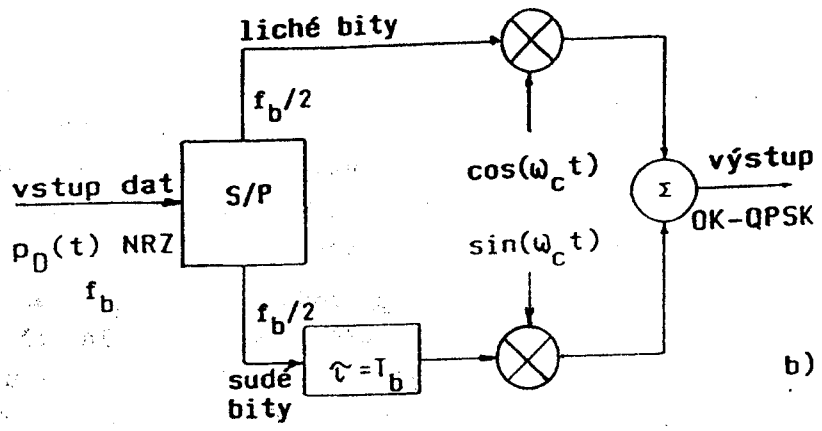 liché bity
f_b/2
vstup dat
S/P
p_D(t) NRZ
f_b
cos(ω_c t)
sin(ω_c t)
Σ
výstup
OK-QPSK
f_b/2
τ = T_b
sudé
bity
b)